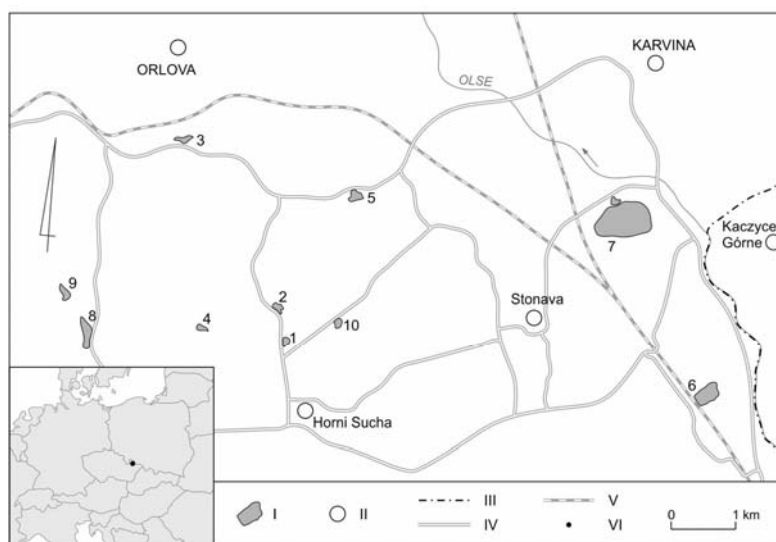 ORLOVA
KARVINA
OLSE
3
5
7
Kaczyce
Górne
9
2
8
4
10
1
Stonava
6
Horni Sucha
I
II
III
IV
V
VI
0 1 km